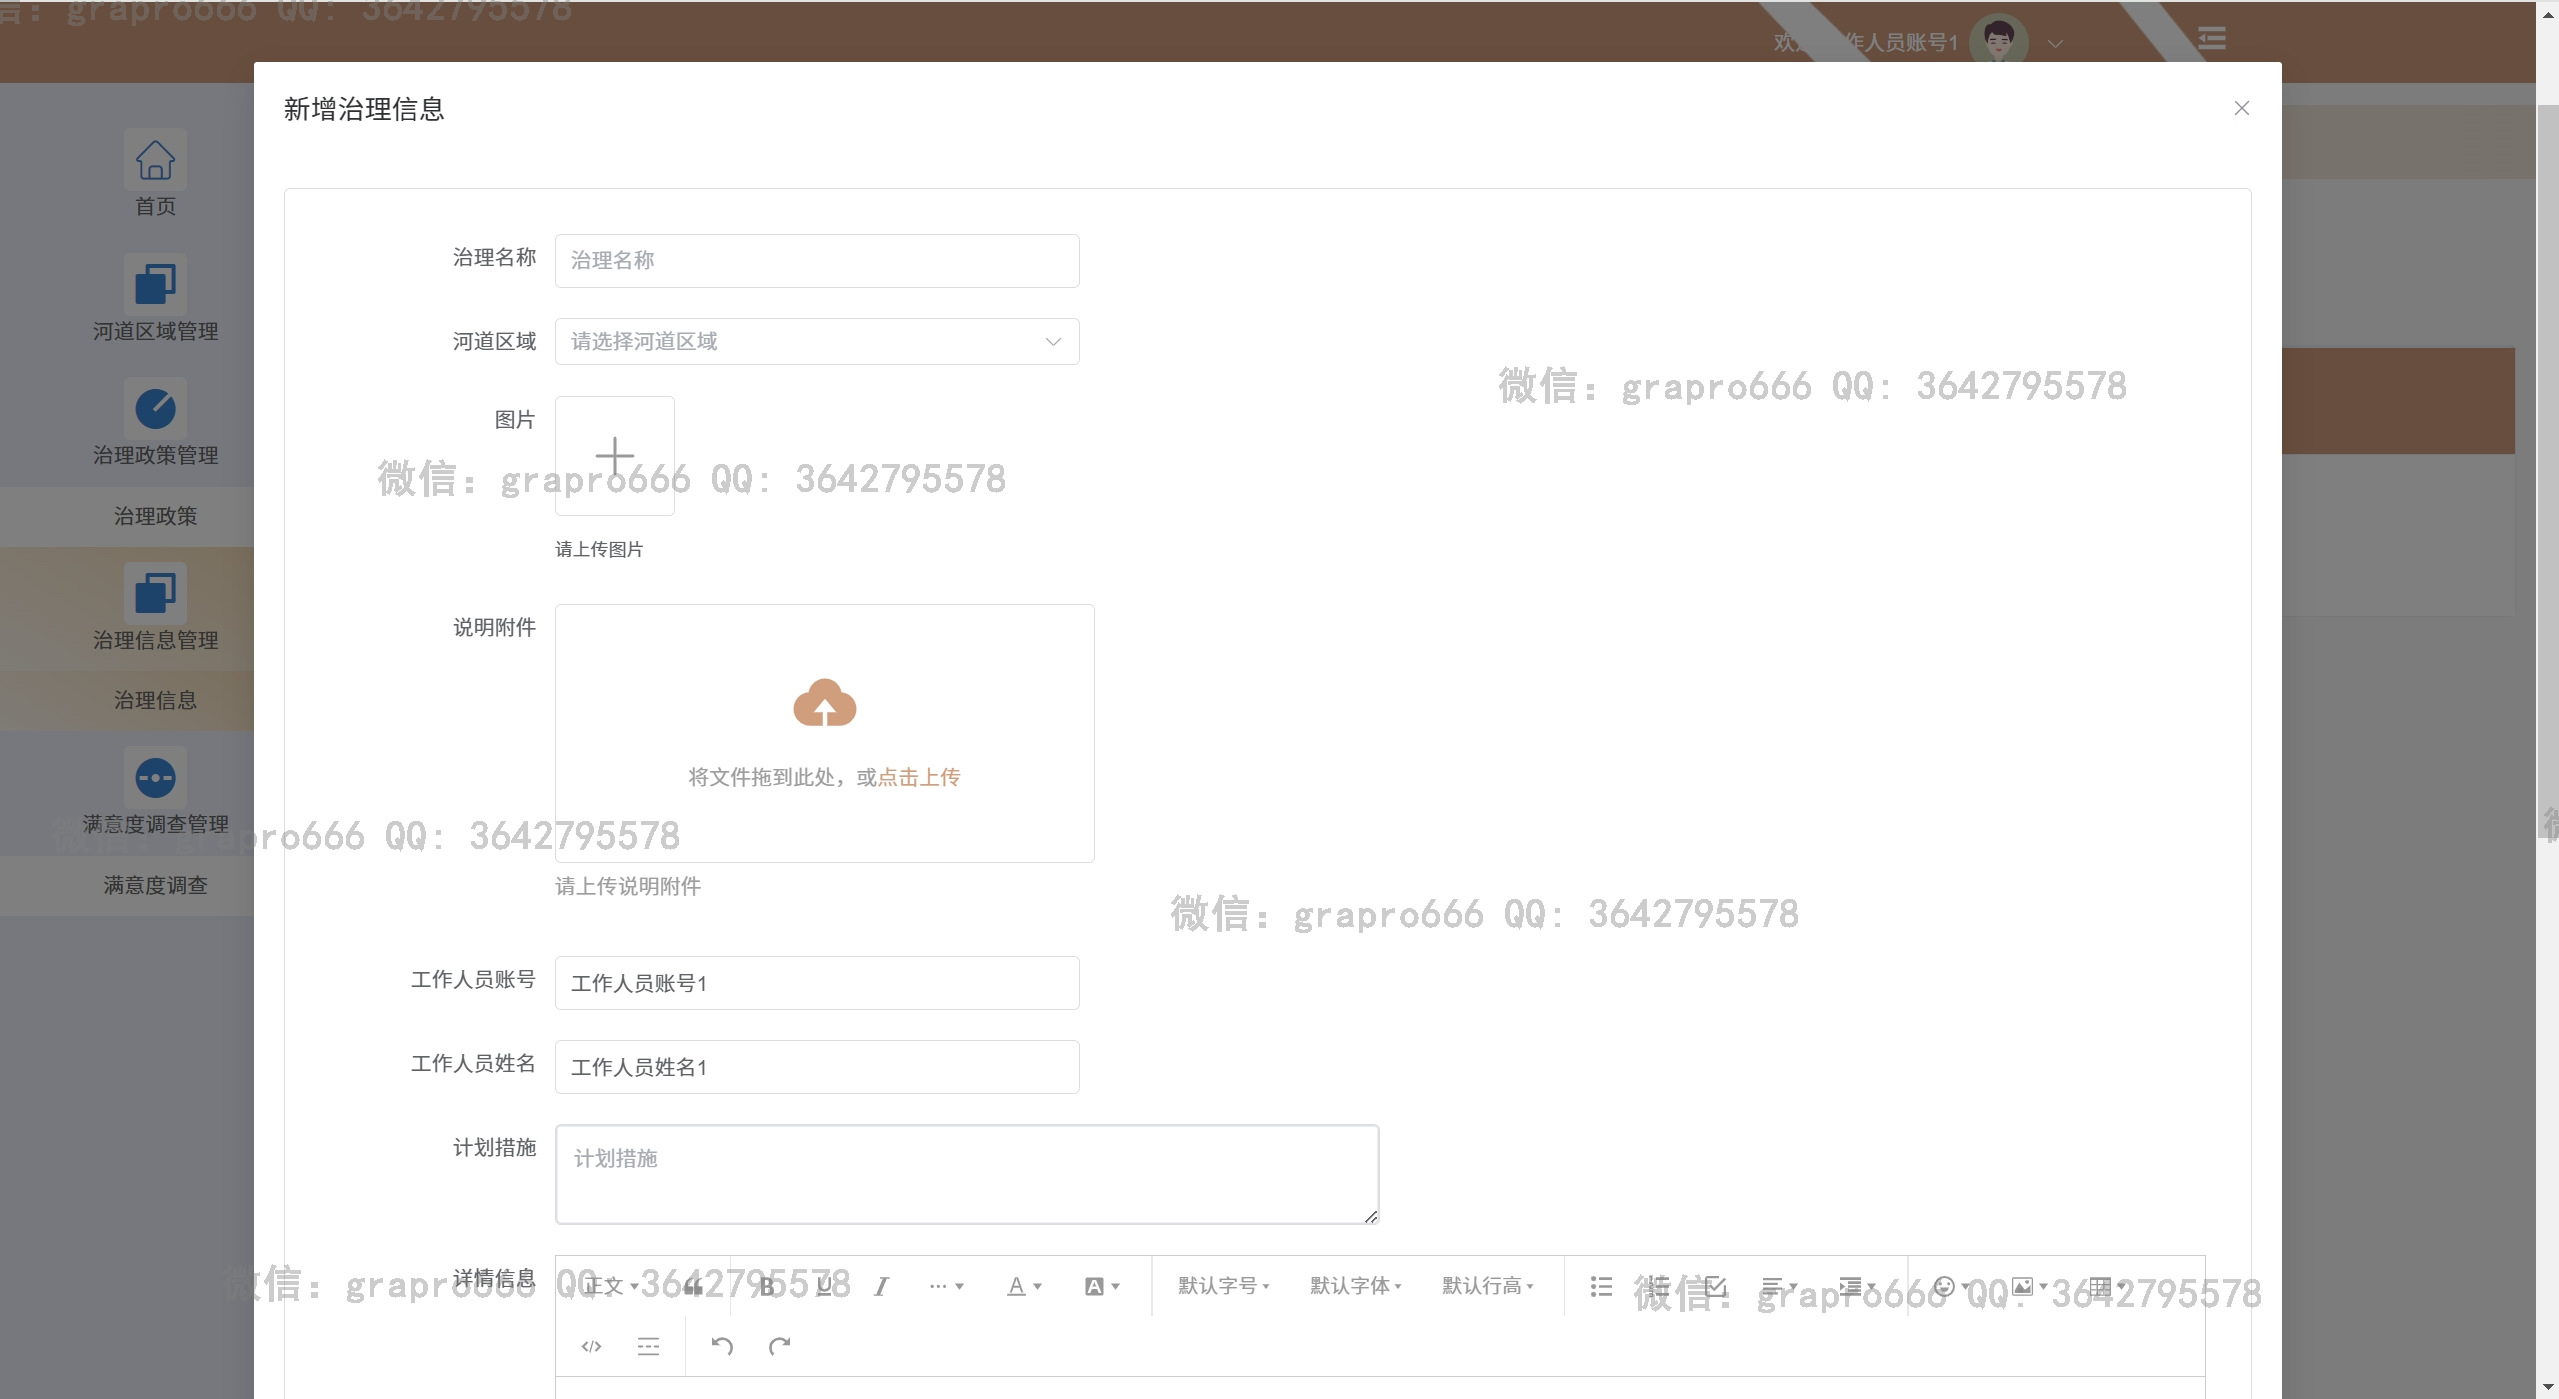 信：grapro666 QQ: 3642795578
工作人员账号1
新增治理信息
首页
河道区域管理
治理政策管理
治理政策
治理信息管理
治理信息
满意度调查管理
满意度调查
治理名称
治理名称
河道区域
请选择河道区域
微信：grapro666 QQ: 3642795578
图片
微信：grapro666 QQ: 3642795578
请上传图片
说明附件
将文件拖到此处，或点击上传
微信：grapro666 QQ: 3642795578
请上传说明附件
微信：grapro666 QQ: 3642795578
工作人员账号
工作人员账号1
工作人员姓名
工作人员姓名1
计划措施
计划措施
详情信息
正文
B U I
A
A
默认字号
默认字体
默认行高
微信：grapro666 QQ: 3642795578
微信：grapro666 QQ: 3642795578